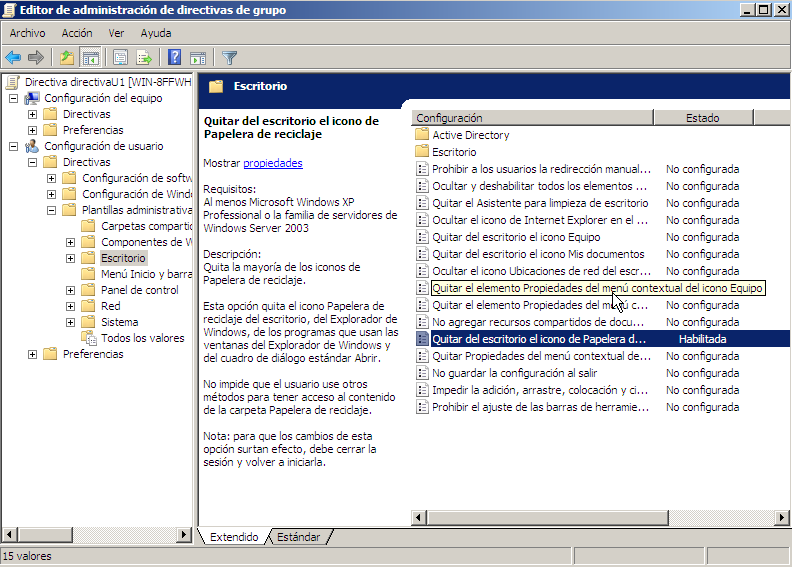 Editor de administración de directivas de grupo
Archivo Acción Ver Ayuda
Directiva directivaU1 [WIN-8FFWH
Configuración del equipo
Directivas
Preferencias
Configuración de usuario
Directivas
Configuración de softw
Configuración de Windo
Plantillas administrativa
Carpetas compartic
Componentes de W
Escritorio
Menú Inicio y barra
Panel de control
Red
Sistema
Todos los valores
Preferencias
Escritorio
Quitar del escritorio el icono de
Papelera de reciclaje
Mostrar propiedades
Requisitos:
Al menos Microsoft Windows XP
Professional o la familia de servidores de
Windows Server 2003
Descripción:
Quita la mayoría de los iconos de
Papelera de reciclaje.
Esta opción quita el icono Papelera de
reciclaje del escritorio, del Explorador de
Windows, de los programas que usan las
ventanas del Explorador de Windows y
del cuadro de diálogo estándar Abrir.
No impide que el usuario use otros
métodos para tener acceso al contenido
de la carpeta Papelera de reciclaje.
Nota: para que los cambios de esta
opción surtan efecto, debe cerrar la
sesión y volver a iniciarla.
Configuración Estado
Active Directory
Escritorio
Prohibir a los usuarios la redirección manual... No configurada
Ocultar y deshabilitar todos los elementos ... No configurada
Quitar el Asistente para limpieza de escritorio No configurada
Ocultar el icono de Internet Explorer en el ... No configurada
Quitar del escritorio el icono Equipo No configurada
Quitar del escritorio el icono Mis documentos No configurada
Ocultar el icono Ubicaciones de red del escr... No configurada
Quitar el elemento Propiedades del menú contextual del icono Equipo
Quitar el elemento Propiedades del menú c... No configurada
No agregar recursos compartidos de docu... No configurada
Quitar del escritorio el icono de Papelera d... Habilitada
Quitar Propiedades del menú contextual de... No configurada
No guardar la configuración al salir No configurada
Impedir la adición, arrastre, colocación y ci... No configurada
Prohibir el ajuste de las barras de herramie... No configurada
Extendido Estándar
15 valores